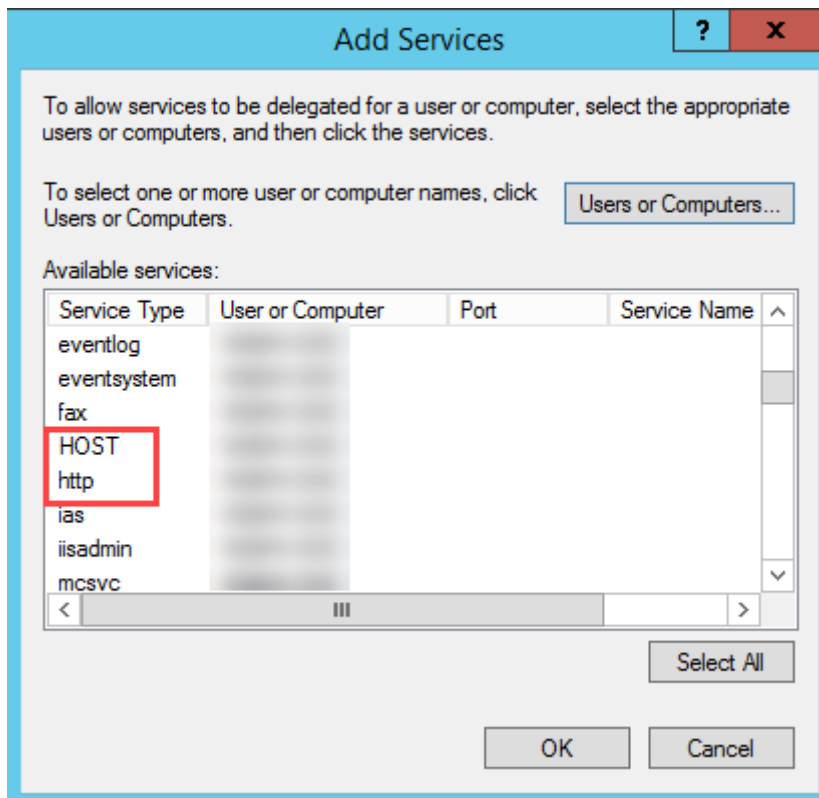 Add Services
?
x
To allow services to be delegated for a user or computer, select the appropriate
users or computers, and then click the services.
To select one or more user or computer names, click
Users or Computers.
Users or Computers...
Available services:
Service Type User or Computer Port Service Name
eventlog
eventsystem
fax
HOST
http
ias
iisadmin
mcsvc
Select All
OK Cancel